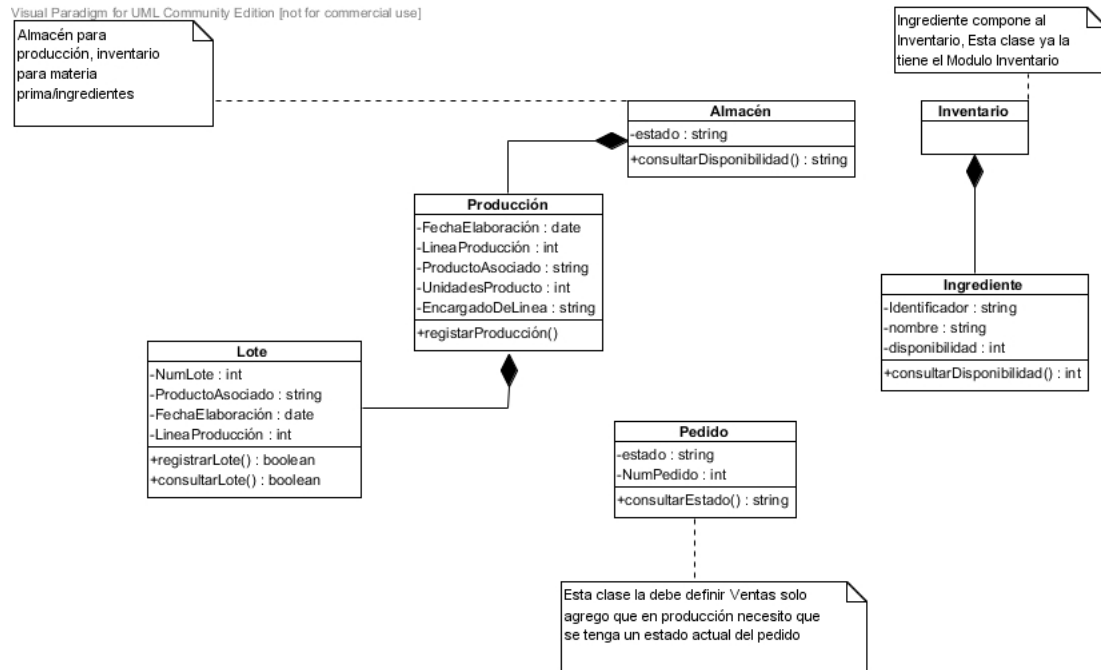 Visual Paradigm for UML Community Edition [not for commercial use]
Almacén para
producción, inventario
para materia
prima/ingredientes
Ingrediente compone al
Inventario, Esta clase ya la
tiene el Modulo Inventario
Almacén
-estado : string
+consultarDisponibilidad() : string
Inventario
Producción
-FechaElaboración : date
-LineaProducción : int
-ProductoAsociado : string
-UnidadesProducto : int
-EncargadoDeLinea : string
+registarProducción()
Ingrediente
-Identificador : string
-nombre : string
-disponibilidad : int
+consultarDisponibilidad() : int
Lote
-NumLote : int
-ProductoAsociado : string
-FechaElaboración : date
-LineaProducción : int
+registrarLote() : boolean
+consultarLote() : boolean
Pedido
-estado : string
-NumPedido : int
+consultarEstado() : string
Esta clase la debe definir Ventas solo
agrego que en producción necesito que
se tenga un estado actual del pedido